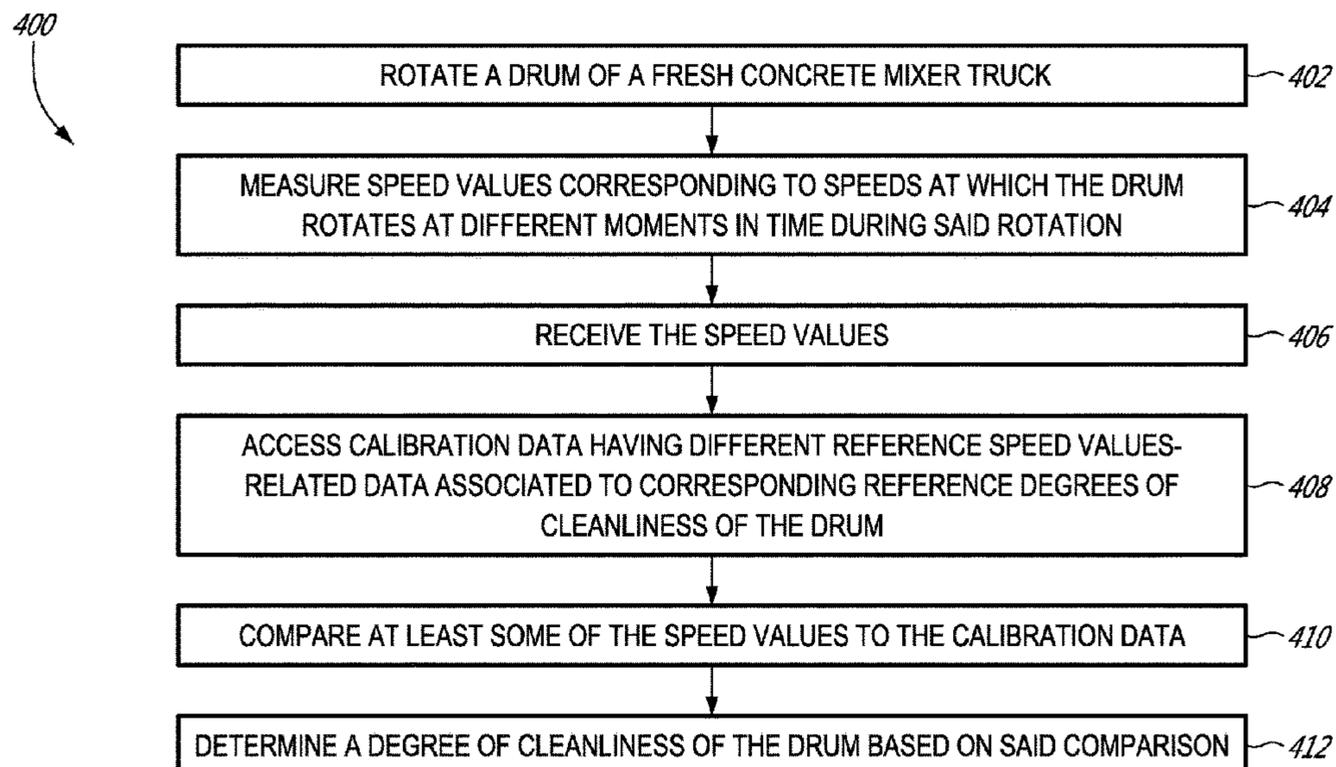 400
ROTATE A DRUM OF A FRESH CONCRETE MIXER TRUCK
402
MEASURE SPEED VALUES CORRESPONDING TO SPEEDS AT WHICH THE DRUM
ROTATES AT DIFFERENT MOMENTS IN TIME DURING SAID ROTATION
404
RECEIVE THE SPEED VALUES
406
ACCESS CALIBRATION DATA HAVING DIFFERENT REFERENCE SPEED VALUES-
RELATED DATA ASSOCIATED TO CORRESPONDING REFERENCE DEGREES OF
CLEANLINESS OF THE DRUM
408
COMPARE AT LEAST SOME OF THE SPEED VALUES TO THE CALIBRATION DATA
410
DETERMINE A DEGREE OF CLEANLINESS OF THE DRUM BASED ON SAID COMPARISON
412